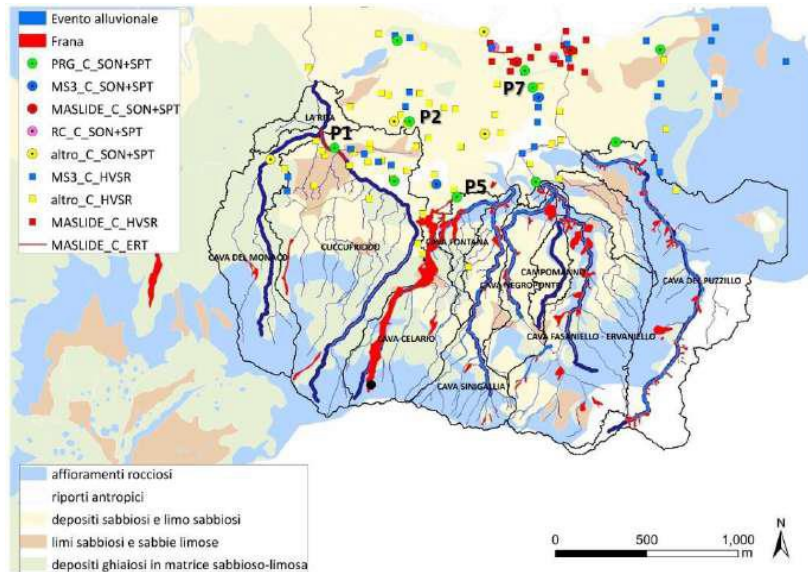 Evento alluvionale
Frana
PRG_C_SON+SPT
MS3_C_SON+SPT
MASLIDE_C_SON+SPT
RC_C_SON+SPT
altro_C_SON+SPT
MS3_C_HVSR
altro_C_HVSR
MASLIDE_C_HVSR
MASLIDE_C_ERT
P7
P2
LA RITA
P1
P5
CAVA FONTANA
CAVA DEL MONACO
CUCCUFRIDDO
CAMPOMANNO
CAVA NEGROPONTE
CAVA DEL PUZZILLO
CAVA CELARIO
CAVA FASANIELLO - ERVANIELLO
CAVA SINIGALLIA
affioramenti rocciosi
riporti antropici
depositi sabbiosi e limo sabbiosi
limi sabbiosi e sabbie limose
depositi ghiaiosi in matrice sabbioso-limosa
0 500 1,000
m
N